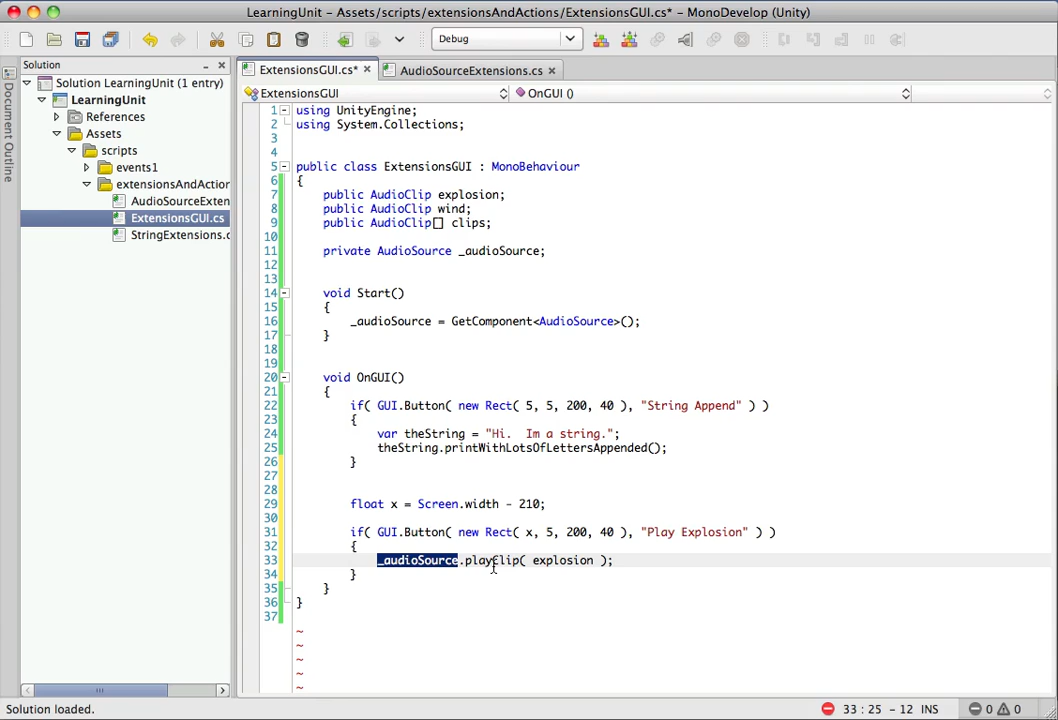 LearningUnit – Assets/scripts/extensionsAndActions/ExtensionsGUI.cs* – MonoDevelop (Unity)
Debug
Solution
ExtensionsGUI.cs*
AudioSourceExtensions.cs
Document Outline
Solution LearningUnit (1 entry)
LearningUnit
References
Assets
scripts
events1
extensionsAndAction
AudioSourceExten
ExtensionsGUI.cs
StringExtensions.c
ExtensionsGUI
OnGUI ()
1 using UnityEngine;
2 using System.Collections;
3
4
5 public class ExtensionsGUI : MonoBehaviour
6 {
7 public AudioClip explosion;
8 public AudioClip wind;
9 public AudioClip[] clips;
10
11 private AudioSource _audioSource;
12
13
14 void Start()
15 {
16 _audioSource = GetComponent<AudioSource>();
17 }
18
19
20 void OnGUI()
21 {
22 if( GUI.Button( new Rect( 5, 5, 200, 40 ), "String Append" ) )
23 {
24 var theString = "Hi.  Im a string.";
25 theString.printWithLotsOfLettersAppended();
26 }
27
28
29 float x = Screen.width - 210;
30
31 if( GUI.Button( new Rect( x, 5, 200, 40 ), "Play Explosion" ) )
32 {
33 _audioSource.playClip( explosion );
34 }
35 }
36 }
37
~
~
~
~
~
Solution loaded.
33 : 25 - 12 INS
0
0